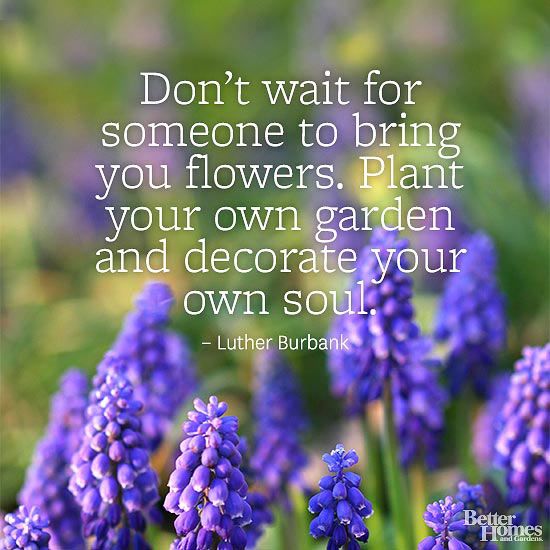 Don’t wait for
someone to bring
you flowers. Plant
your own garden
and decorate your
own soul.
– Luther Burbank
Better
Homes
and Gardens.